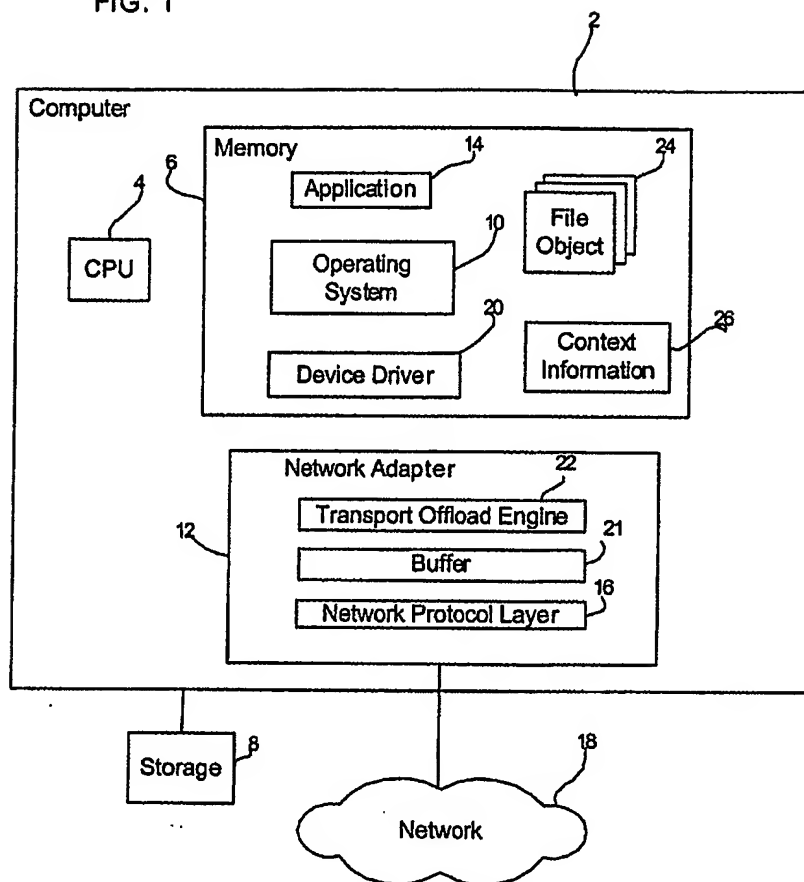 FIG. 1
2
Computer
Memory
6
14
Application
24
File
Object
4
CPU
10
Operating
System
20
Device Driver
26
Context
Information
Network Adapter
22
Transport Offload Engine
12
21
Buffer
16
Network Protocol Layer
8
Storage
18
Network